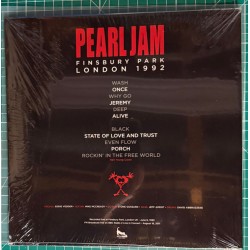 PEARL JAM
FINSBURY PARK
LONDON 1992
WASH
ONCE
WHY GO
JEREMY
DEEP
ALIVE
BLACK
STATE OF LOVE AND TRUST
EVEN FLOW
PORCH
ROCKIN' IN THE FREE WORLD